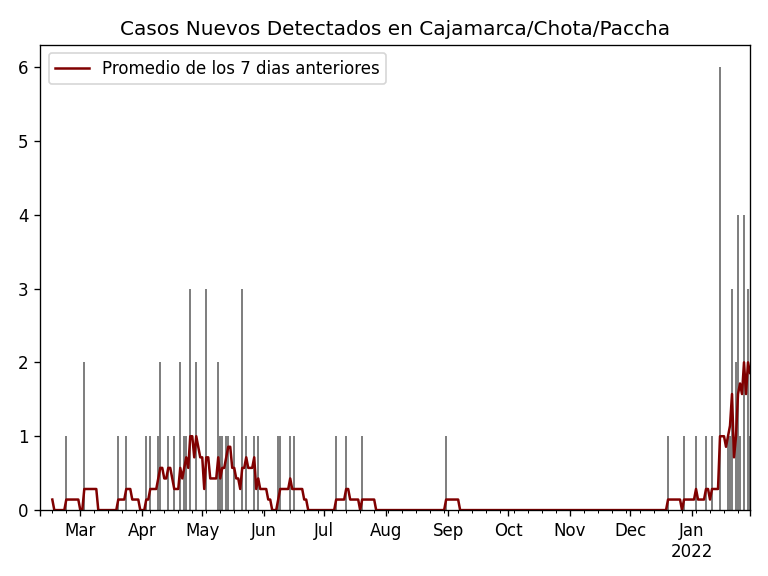 Casos Nuevos Detectados en Cajamarca/Chota/Paccha
Promedio de los 7 dias anteriores
6
5
4
3
2
1
0
Mar Apr May Jun Jul Aug Sep Oct Nov Dec Jan
2022